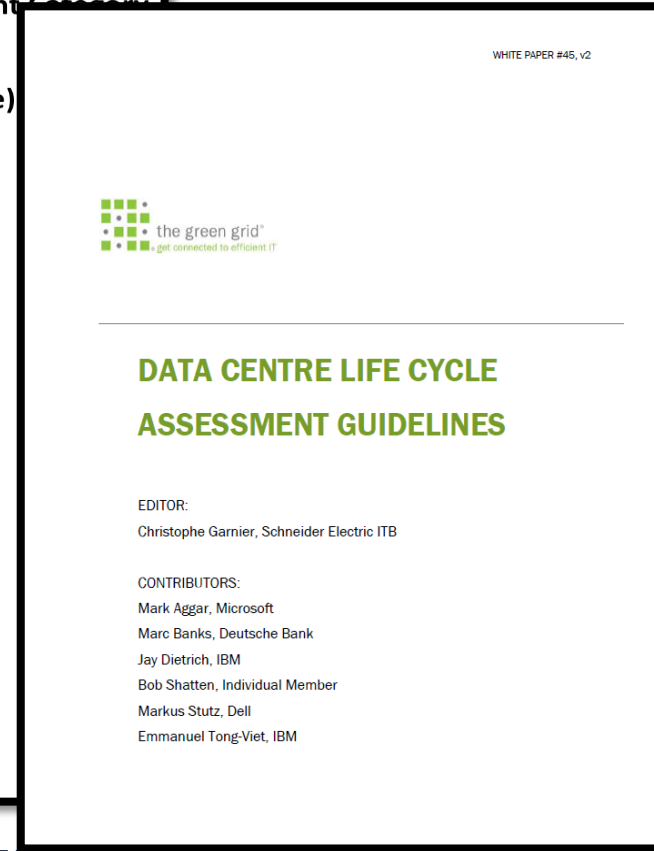 WHITE PAPER #45, v2
e)
the green grid®
get connected to efficient IT
DATA CENTRE LIFE CYCLE
ASSESSMENT GUIDELINES
EDITOR:
Christophe Garnier, Schneider Electric ITB
CONTRIBUTORS:
Mark Aggar, Microsoft
Marc Banks, Deutsche Bank
Jay Dietrich, IBM
Bob Shatten, Individual Member
Markus Stutz, Dell
Emmanuel Tong-Viet, IBM